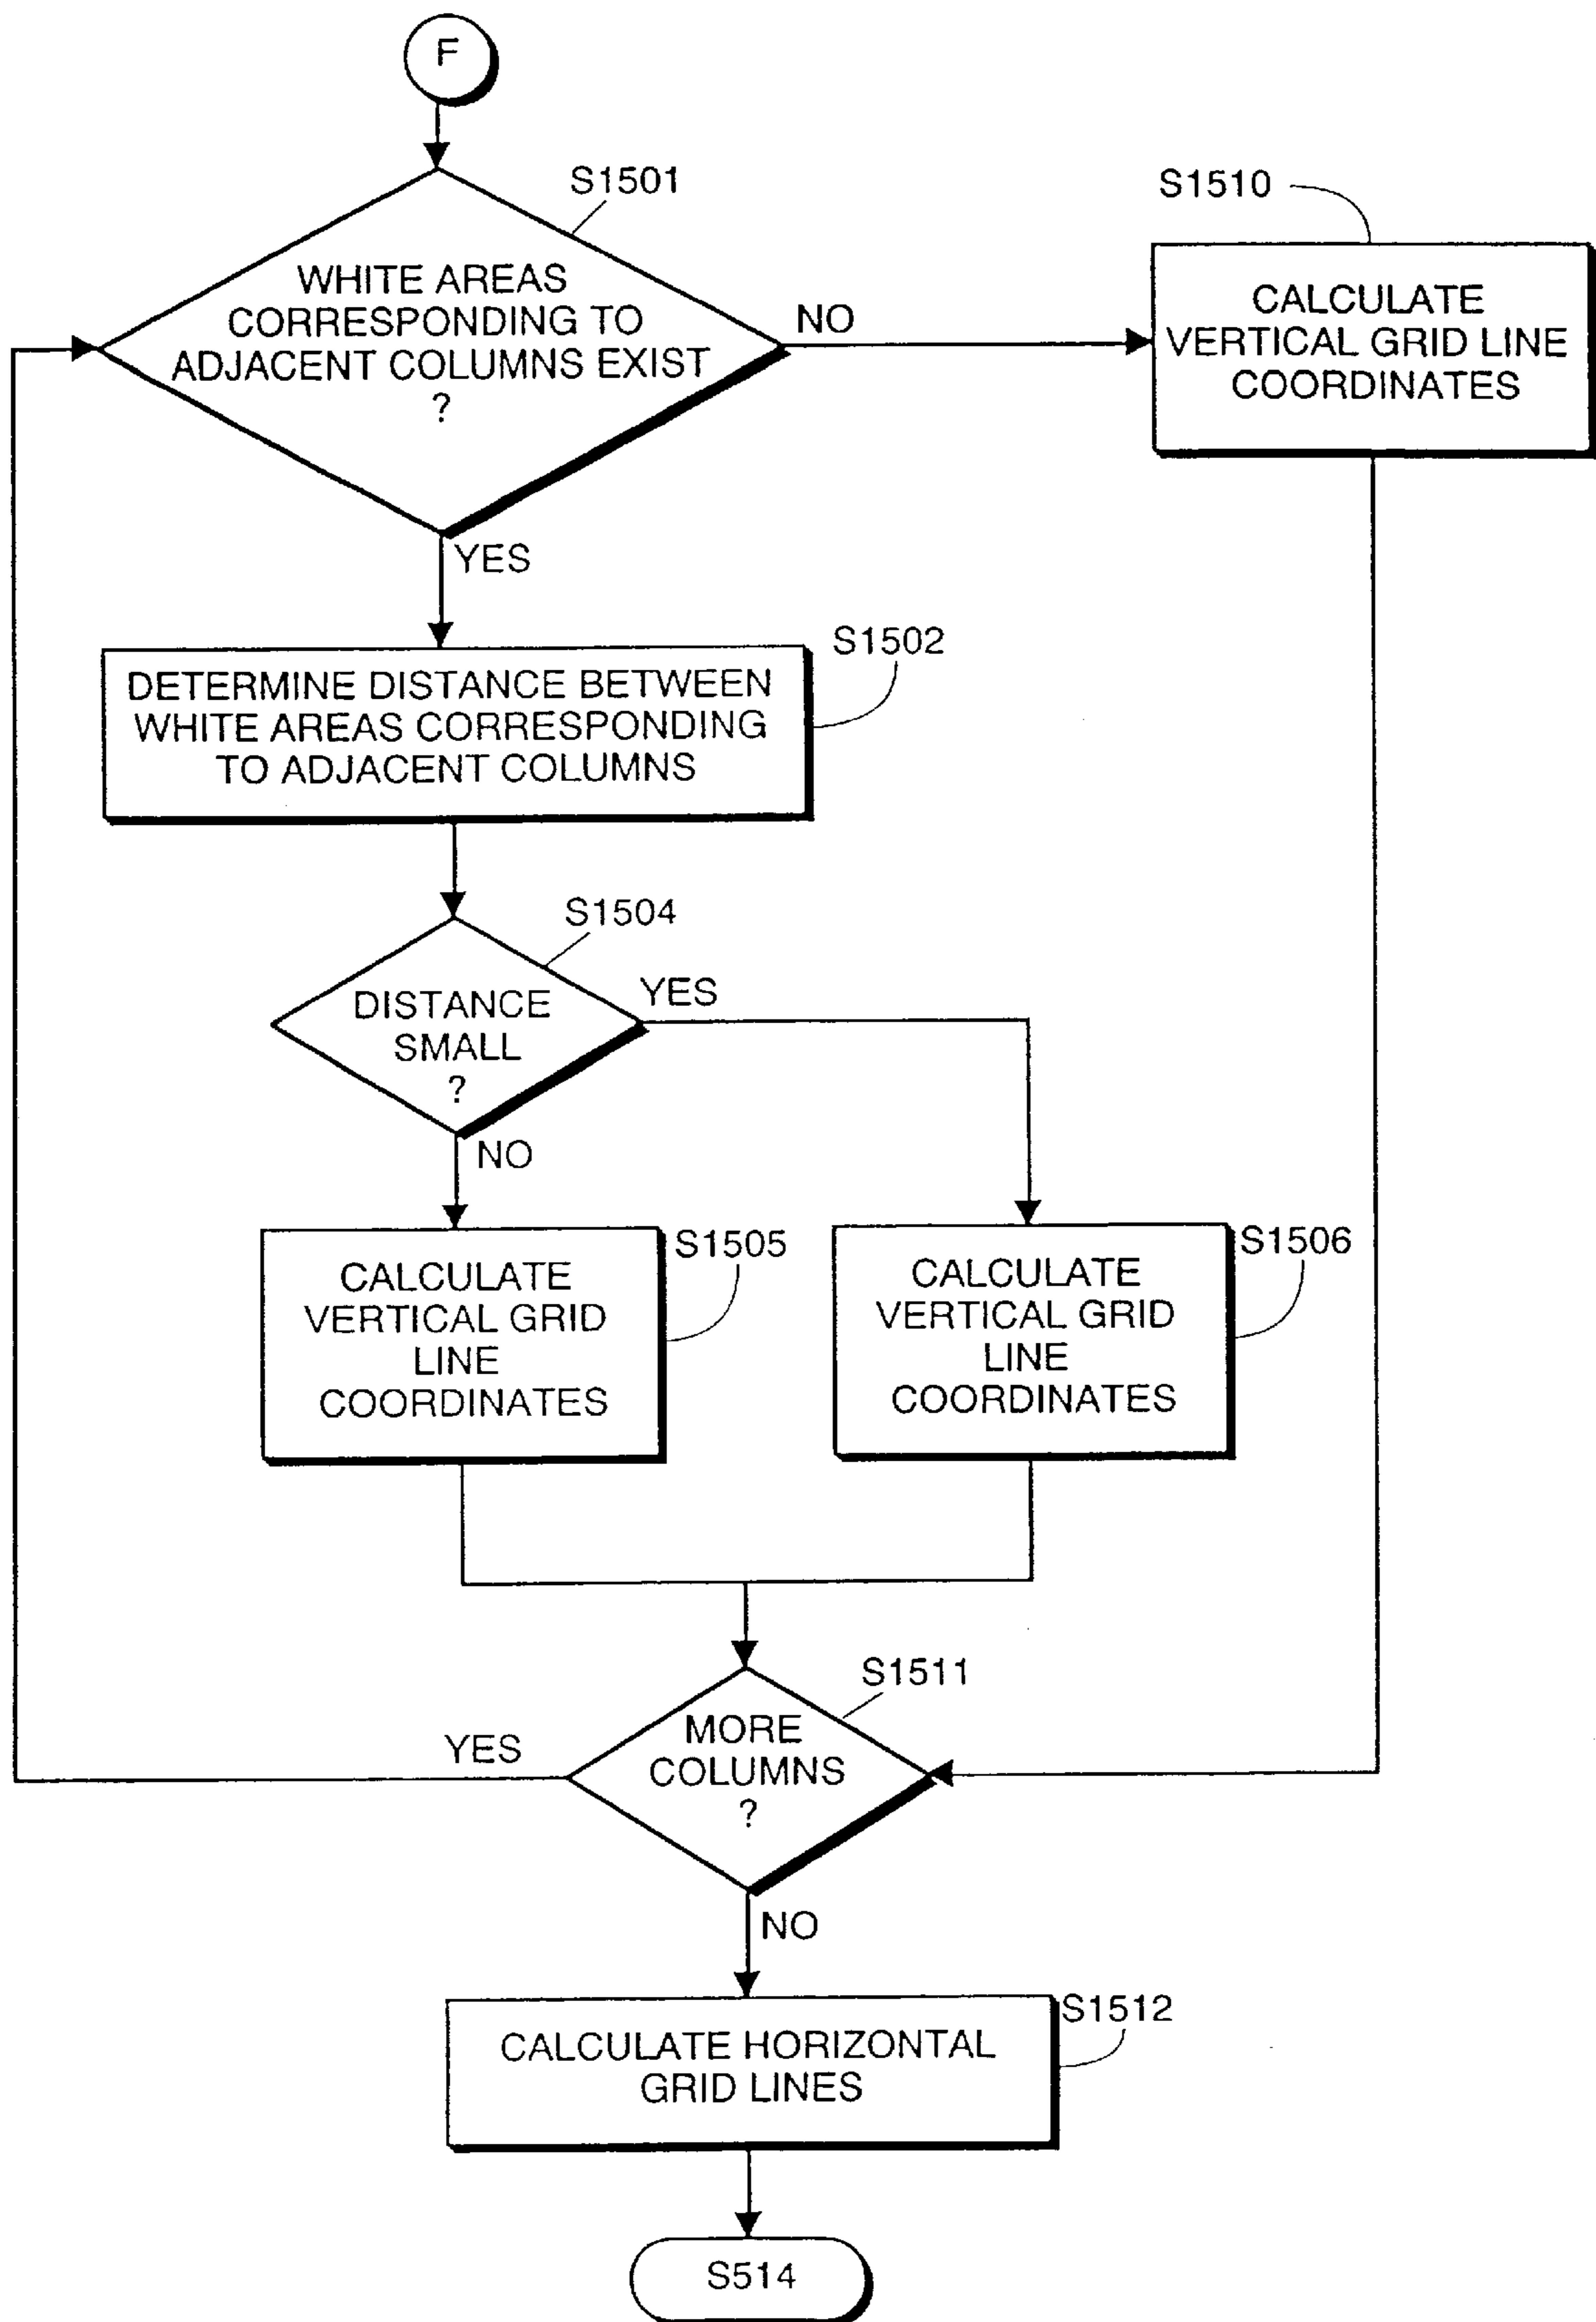 F
S1501
WHITE AREAS
CORRESPONDING TO
ADJACENT COLUMNS EXIST
?
NO
S1510
CALCULATE
VERTICAL GRID LINE
COORDINATES
YES
S1502
DETERMINE DISTANCE BETWEEN
WHITE AREAS CORRESPONDING
TO ADJACENT COLUMNS
S1504
DISTANCE
SMALL
?
YES
NO
S1505
CALCULATE
VERTICAL GRID
LINE
COORDINATES
S1506
CALCULATE
VERTICAL GRID
LINE
COORDINATES
S1511
MORE
COLUMNS
?
YES
NO
S1512
CALCULATE HORIZONTAL
GRID LINES
S514